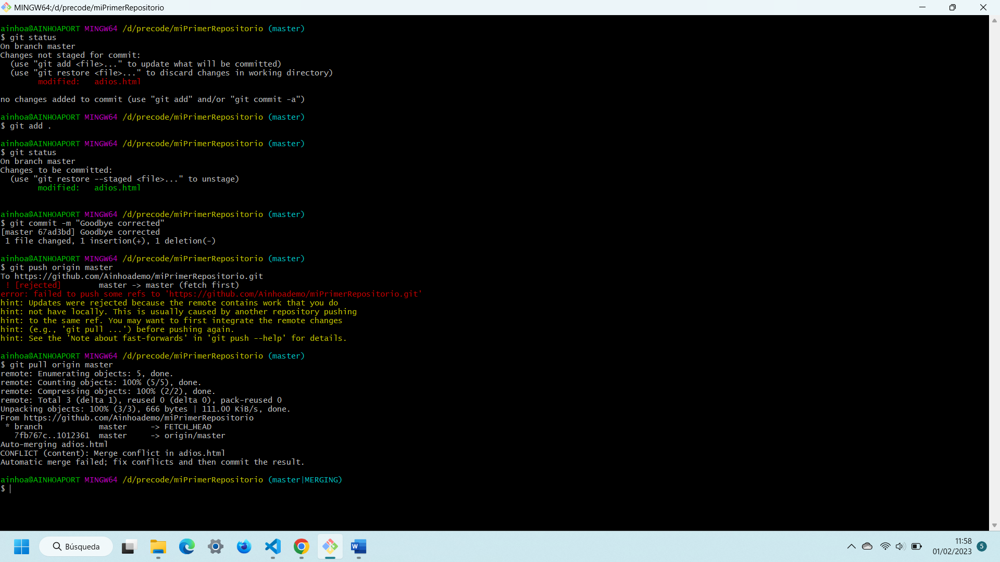 MINGW64:/d/precode/miPrimerRepositorio
ainhoa@AINHOAPORT MINGW64 /d/precode/miPrimerRepositorio (master)
$ git status
On branch master
Changes not staged for commit:
  (use "git add <file>..." to update what will be committed)
  (use "git restore <file>..." to discard changes in working directory)
        modified:   adios.html
no changes added to commit (use "git add" and/or "git commit -a")
ainhoa@AINHOAPORT MINGW64 /d/precode/miPrimerRepositorio (master)
$ git add .
ainhoa@AINHOAPORT MINGW64 /d/precode/miPrimerRepositorio (master)
$ git status
On branch master
Changes to be committed:
  (use "git restore --staged <file>..." to unstage)
        modified:   adios.html
ainhoa@AINHOAPORT MINGW64 /d/precode/miPrimerRepositorio (master)
$ git commit -m "Goodbye corrected"
[master 67ad3bd] Goodbye corrected
 1 file changed, 1 insertion(+), 1 deletion(-)
ainhoa@AINHOAPORT MINGW64 /d/precode/miPrimerRepositorio (master)
$ git push origin master
To https://github.com/Ainhoademo/miPrimerRepositorio.git
 ! [rejected]        master -> master (fetch first)
error: failed to push some refs to 'https://github.com/Ainhoademo/miPrimerRepositorio.git'
hint: Updates were rejected because the remote contains work that you do
hint: not have locally. This is usually caused by another repository pushing
hint: to the same ref. You may want to first integrate the remote changes
hint: (e.g., 'git pull ...') before pushing again.
hint: See the 'Note about fast-forwards' in 'git push --help' for details.
ainhoa@AINHOAPORT MINGW64 /d/precode/miPrimerRepositorio (master)
$ git pull origin master
remote: Enumerating objects: 5, done.
remote: Counting objects: 100% (5/5), done.
remote: Compressing objects: 100% (2/2), done.
remote: Total 3 (delta 1), reused 0 (delta 0), pack-reused 0
Unpacking objects: 100% (3/3), 666 bytes | 111.00 KiB/s, done.
From https://github.com/Ainhoademo/miPrimerRepositorio
 * branch            master     -> FETCH_HEAD
   7fb767c..1012361  master     -> origin/master
Auto-merging adios.html
CONFLICT (content): Merge conflict in adios.html
Automatic merge failed; fix conflicts and then commit the result.
ainhoa@AINHOAPORT MINGW64 /d/precode/miPrimerRepositorio (master|MERGING)
$
Búsqueda
W
11:58
01/02/2023
5